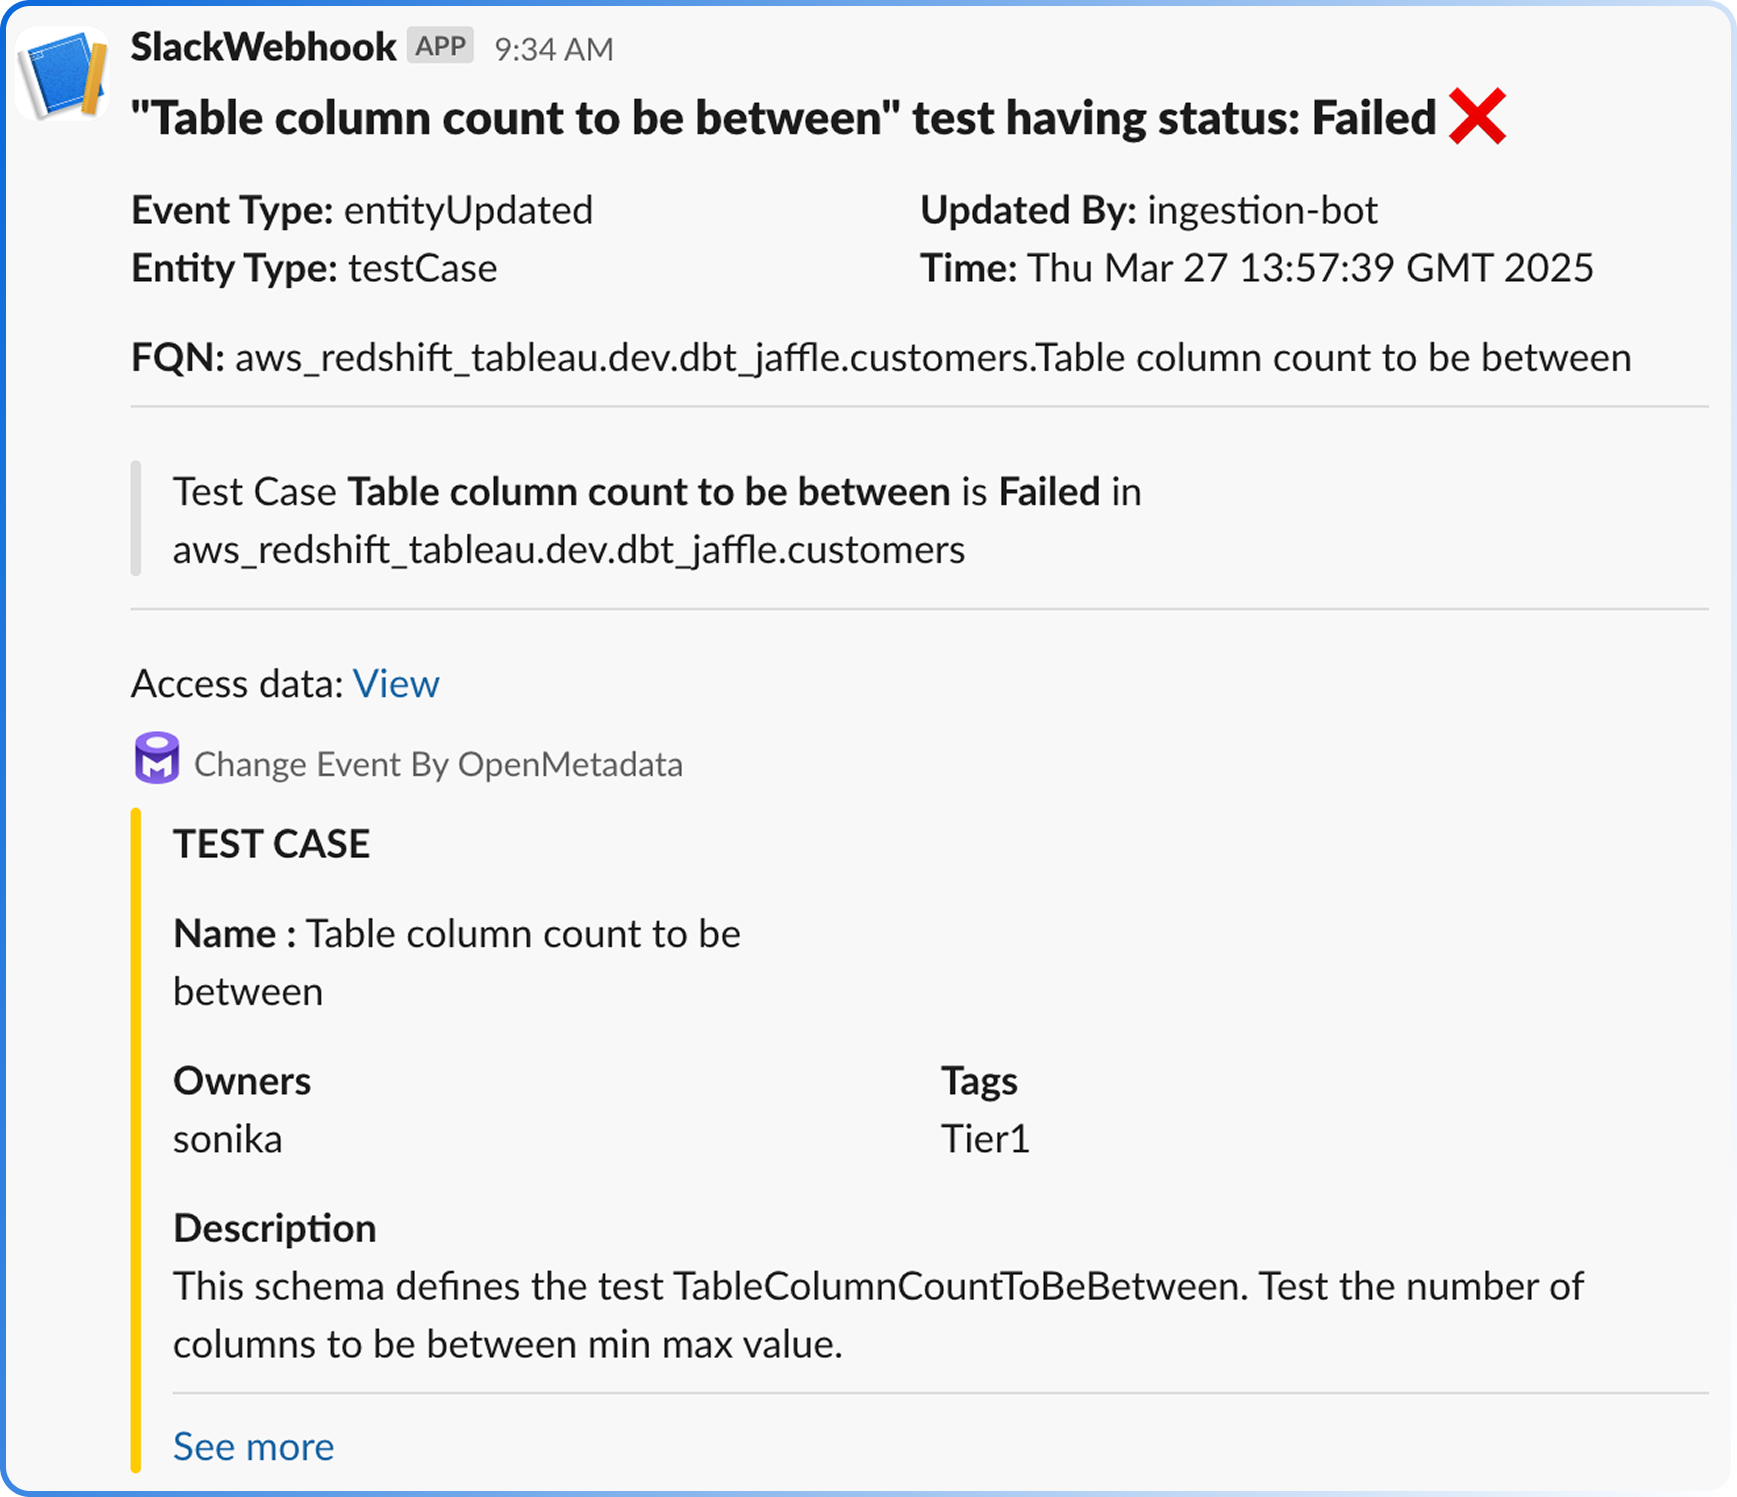 SlackWebhook APP 9:34 AM
"Table column count to be between" test having status: Failed ❌
Event Type: entityUpdated Updated By: ingestion-bot
Entity Type: testCase Time: Thu Mar 27 13:57:39 GMT 2025
FQN: aws_redshift_tableau.dev.dbt_jaffle.customers.Table column count to be between
Test Case Table column count to be between is Failed in
aws_redshift_tableau.dev.dbt_jaffle.customers
Access data: View
Change Event By OpenMetadata
TEST CASE
Name : Table column count to be
between
Owners Tags
sonika Tier1
Description
This schema defines the test TableColumnCountToBeBetween. Test the number of
columns to be between min max value.
See more